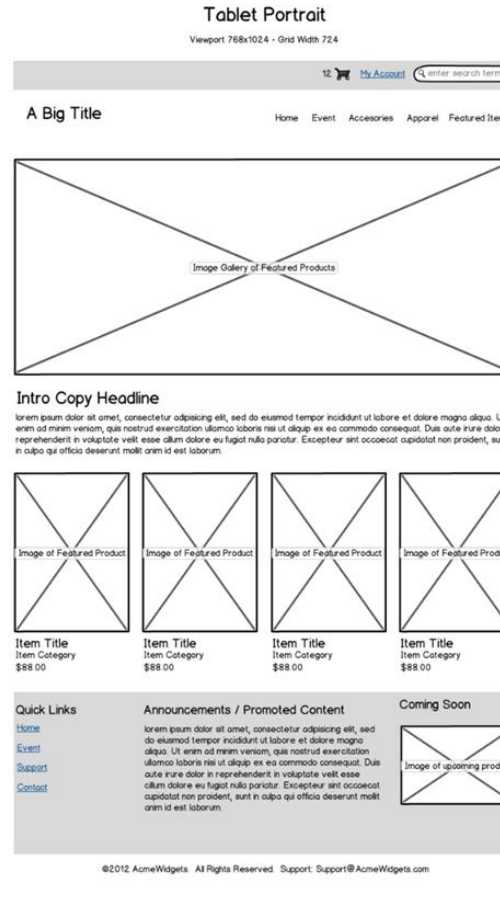 Tablet Portrait
Viewport 768x1024 - Grid Width 724
12 My Account enter search term
A Big Title
Home Event Accesories Apparel Featured
Image Gallery of Featured Products
Intro Copy Headline
lorem ipsum dolor sit amet, consectetur adipisicing elit, sed do eiusmod tempor incididunt ut labore et dolore magna aliqua. U
enim ad minim veniam, quis nostrud exercitation ullamco laboris nisi ut aliquip ex ea commodo consequat. Duis aute irure dolo
reprehenderit in voluptate velit esse cillum dolore eu fugiat nulla pariatur. Excepteur sint occaecat cupidatat non proident, su
in culpa qui officia deserunt mollit anim id est laborum.
Image of Featured Product Image of Featured Product Image of Featured Product Image of Featured Prod
Item Title Item Title Item Title Item Title
Item Category Item Category Item Category Item Category
$88.00 $88.00 $88.00 $88.00
Quick Links
Home
Event
Support
Contact
Announcements / Promoted Content
lorem ipsum dolor sit amet, consectetur adipisicing elit, sed
do eiusmod tempor incididunt ut labore et dolore magna
aliqua. Ut enim ad minim veniam, quis nostrud exercitation
ullamco laboris nisi ut aliquip ex ea commodo consequat. Duis
aute irure dolor in reprehenderit in voluptate velit esse
cillum dolore eu fugiat nulla pariatur. Excepteur sint occaecat
cupidatat non proident, sunt in culpa qui officia deserunt mollit
anim id est laborum.
Coming Soon
Image of upcoming prod
©2012 AcmeWidgets. All Rights Reserved. Support: Support@AcmeWidgets.com